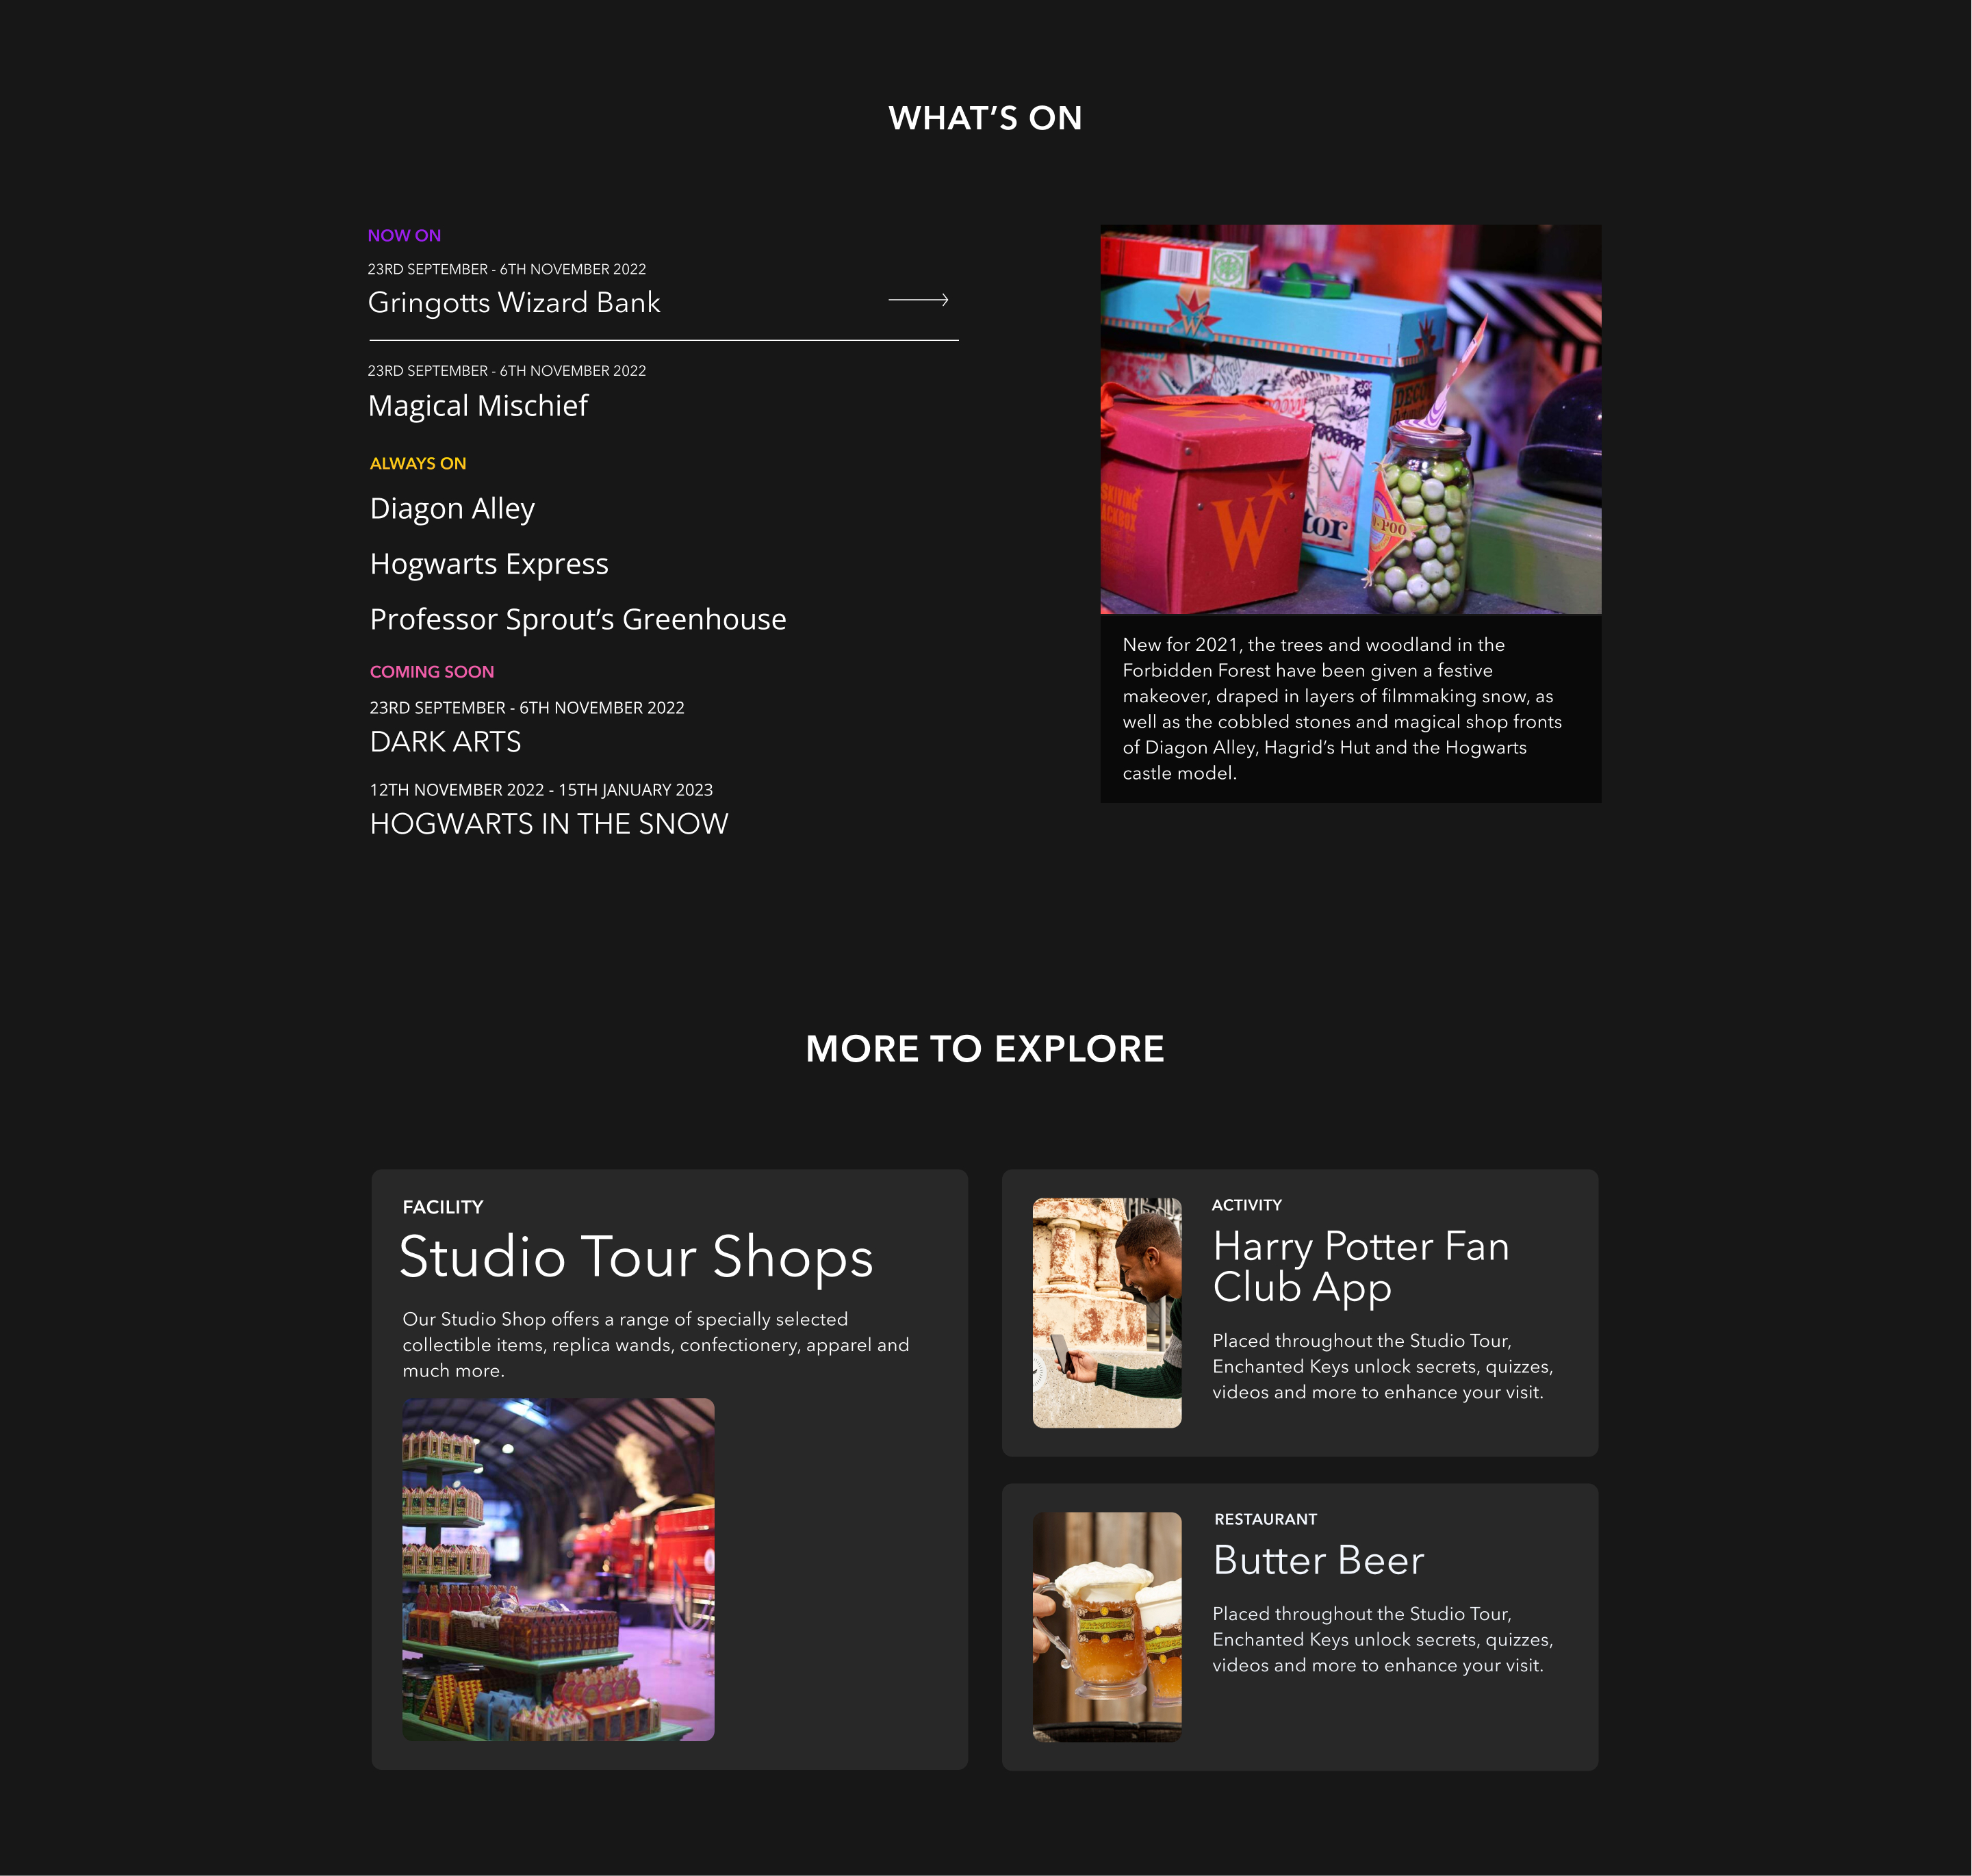 WHAT’S ON
NOW ON
23RD SEPTEMBER - 6TH NOVEMBER 2022
Gringotts Wizard Bank
23RD SEPTEMBER - 6TH NOVEMBER 2022
Magical Mischief
ALWAYS ON
Diagon Alley
Hogwarts Express
Professor Sprout’s Greenhouse
COMING SOON
23RD SEPTEMBER - 6TH NOVEMBER 2022
DARK ARTS
12TH NOVEMBER 2022 - 15TH JANUARY 2023
HOGWARTS IN THE SNOW
W
DECO
SKIVING
ACKBOX
W
tor
POO
New for 2021, the trees and woodland in the
Forbidden Forest have been given a festive
makeover, draped in layers of filmmaking snow, as
well as the cobbled stones and magical shop fronts
of Diagon Alley, Hagrid’s Hut and the Hogwarts
castle model.
MORE TO EXPLORE
FACILITY
Studio Tour Shops
Our Studio Shop offers a range of specially selected
collectible items, replica wands, confectionery, apparel and
much more.
ACTIVITY
Harry Potter Fan
Club App
Placed throughout the Studio Tour,
Enchanted Keys unlock secrets, quizzes,
videos and more to enhance your visit.
RESTAURANT
Butter Beer
Placed throughout the Studio Tour,
Enchanted Keys unlock secrets, quizzes,
videos and more to enhance your visit.